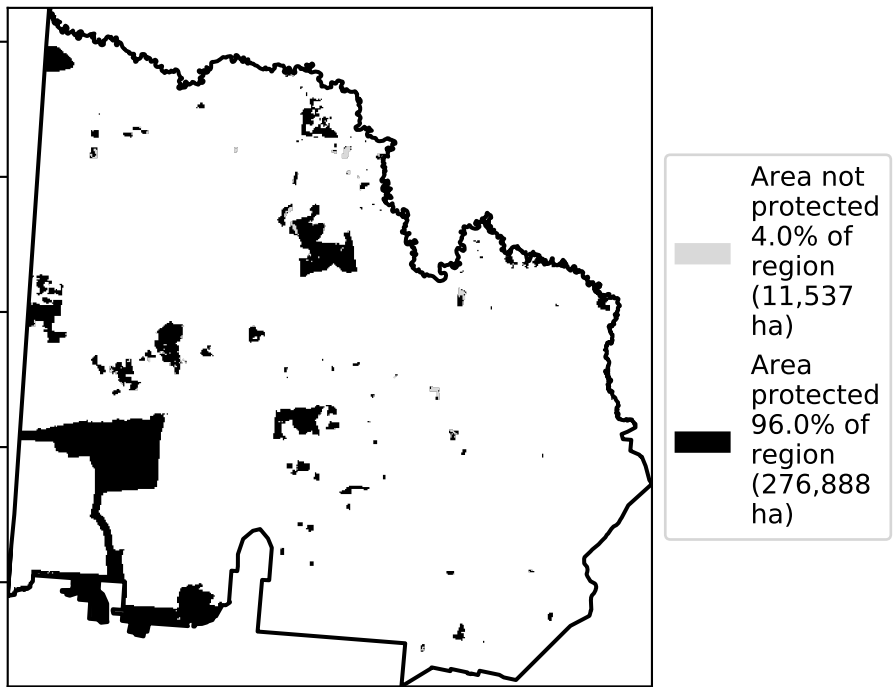 Area not
protected
4.0% of
region
(11,537
ha)
Area
protected
96.0% of
region
(276,888
ha)